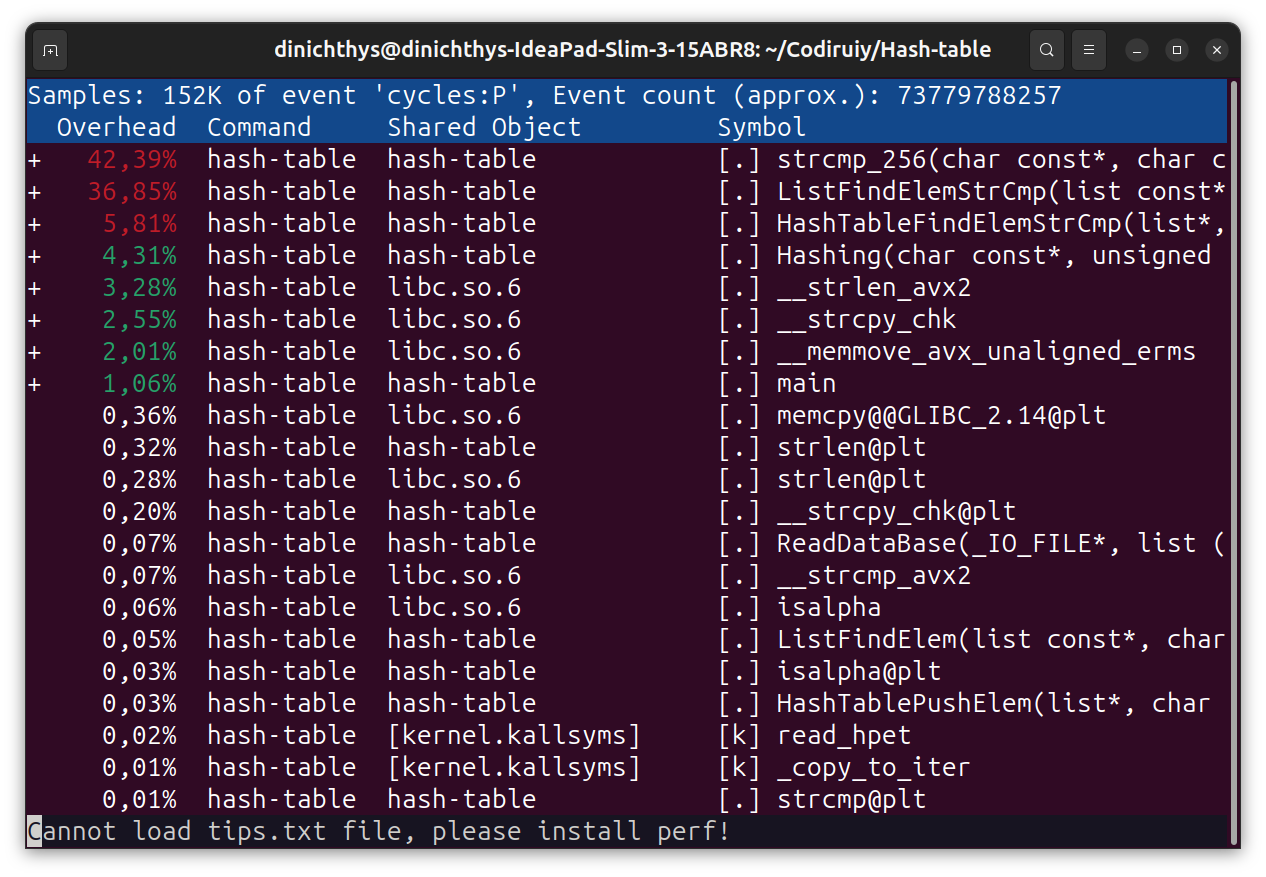 dinichthys@dinichthys-IdeaPad-Slim-3-15ABR8: ~/Codiruiy/Hash-table
Samples: 152K of event 'cycles:P', Event count (approx.): 73779788257
Overhead Command Shared Object Symbol
+ 42,39% hash-table hash-table [.] strcmp_256(char const*, char c
+ 36,85% hash-table hash-table [.] ListFindElemStrCmp(list const*
+ 5,81% hash-table hash-table [.] HashTableFindElemStrCmp(list*,
+ 4,31% hash-table hash-table [.] Hashing(char const*, unsigned
+ 3,28% hash-table libc.so.6 [.] __strlen_avx2
+ 2,55% hash-table libc.so.6 [.] __strcpy_chk
+ 2,01% hash-table libc.so.6 [.] __memmove_avx_unaligned_erms
+ 1,06% hash-table hash-table [.] main
0,36% hash-table libc.so.6 [.] memcpy@@GLIBC_2.14@plt
0,32% hash-table hash-table [.] strlen@plt
0,28% hash-table libc.so.6 [.] strlen@plt
0,20% hash-table hash-table [.] __strcpy_chk@plt
0,07% hash-table hash-table [.] ReadDataBase(_IO_FILE*, list (
0,07% hash-table libc.so.6 [.] __strcmp_avx2
0,06% hash-table libc.so.6 [.] isalpha
0,05% hash-table hash-table [.] ListFindElem(list const*, char
0,03% hash-table hash-table [.] isalpha@plt
0,03% hash-table hash-table [.] HashTablePushElem(list*, char
0,02% hash-table [kernel.kallsyms] [k] read_hpet
0,01% hash-table [kernel.kallsyms] [k] _copy_to_iter
0,01% hash-table hash-table [.] strcmp@plt
Cannot load tips.txt file, please install perf!